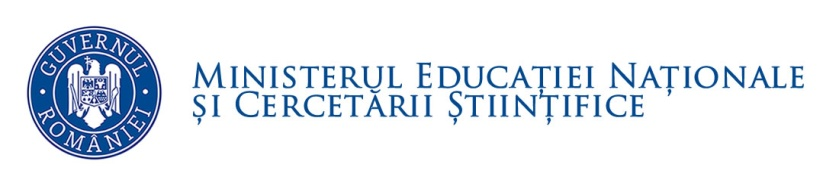 GUVERNUL
ROMÂNIEI
MINISTERUL EDUCAȚIEI NAȚIONALE
ȘI CERCETĂRII ȘTIINȚIFICE